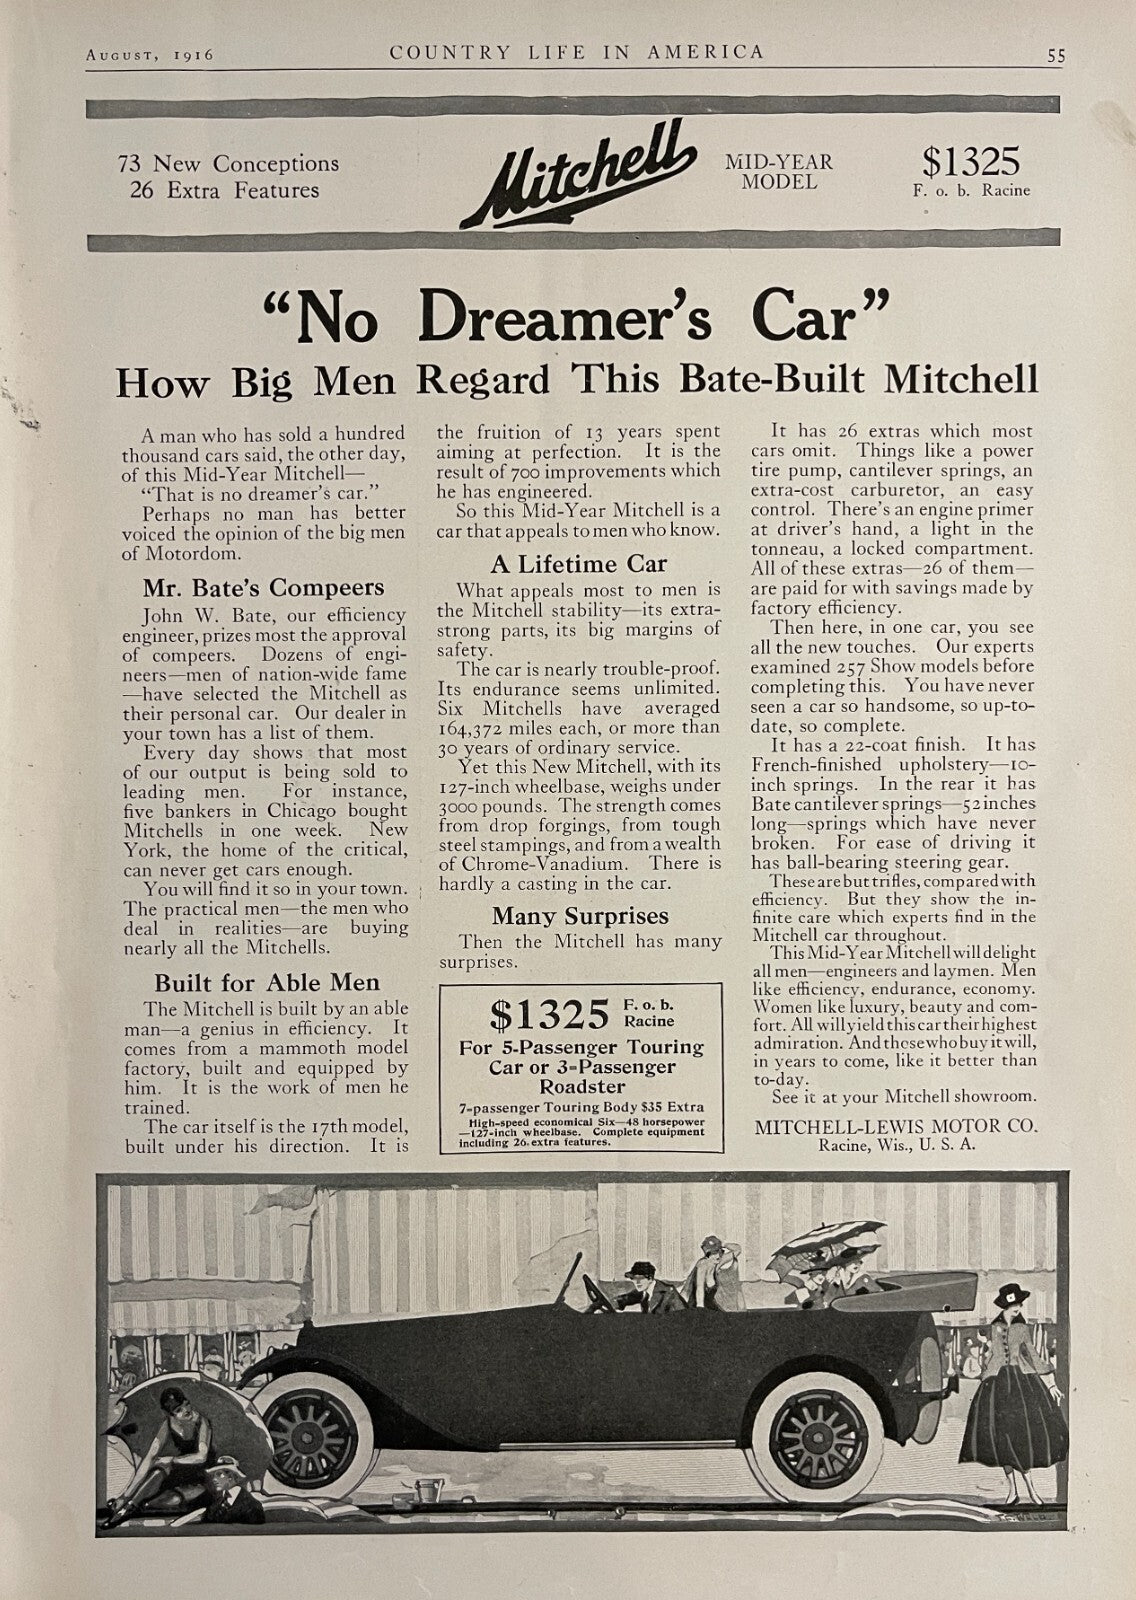 AUGUST, 1916
COUNTRY LIFE IN AMERICA
55
73 New Conceptions
26 Extra Features
Mitchell
MID-YEAR
MODEL
$1325
F. o. b. Racine
“No Dreamer’s Car”
How Big Men Regard This Bate-Built Mitchell
A man who has sold a hundred
thousand cars said, the other day,
of this Mid-Year Mitchell—
“That is no dreamer’s car.”
Perhaps no man has better
voiced the opinion of the big men
of Motordom.
Mr. Bate’s Compeers
John W. Bate, our efficiency
engineer, prizes most the approval
of compeers. Dozens of engi-
neers—men of nation-wide fame
—have selected the Mitchell as
their personal car. Our dealer in
your town has a list of them.
Every day shows that most
of our output is being sold to
leading men. For instance,
five bankers in Chicago bought
Mitchells in one week. New
York, the home of the critical,
can never get cars enough.
You will find it so in your town.
The practical men—the men who
deal in realities—are buying
nearly all the Mitchells.
Built for Able Men
The Mitchell is built by an able
man—a genius in efficiency. It
comes from a mammoth model
factory, built and equipped by
him. It is the work of men he
trained.
The car itself is the 17th model,
built under his direction. It is
the fruition of 13 years spent
aiming at perfection. It is the
result of 700 improvements which
he has engineered.
So this Mid-Year Mitchell is a
car that appeals to men who know.
A Lifetime Car
What appeals most to men is
the Mitchell stability—its extra-
strong parts, its big margins of
safety.
The car is nearly trouble-proof.
Its endurance seems unlimited.
Six Mitchells have averaged
164,372 miles each, or more than
30 years of ordinary service.
Yet this New Mitchell, with its
127-inch wheelbase, weighs under
3000 pounds. The strength comes
from drop forgings, from tough
steel stampings, and from a wealth
of Chrome-Vanadium. There is
hardly a casting in the car.
Many Surprises
Then the Mitchell has many
surprises.
$1325 F. o. b.
Racine
For 5-Passenger Touring
Car or 3-Passenger
Roadster
7-passenger Touring Body $35 Extra
High-speed economical Six—48 horsepower
—127-inch wheelbase. Complete equipment
including 26 extra features.
It has 26 extras which most
cars omit. Things like a power
tire pump, cantilever springs, an
extra-cost carburetor, an easy
control. There’s an engine primer
at driver’s hand, a light in the
tonneau, a locked compartment.
All of these extras—26 of them—
are paid for with savings made by
factory efficiency.
Then here, in one car, you see
all the new touches. Our experts
examined 257 Show models before
completing this. You have never
seen a car so handsome, so up-to-
date, so complete.
It has a 22-coat finish. It has
French-finished upholstery—10-
inch springs. In the rear it has
Bate cantilever springs—52 inches
long—springs which have never
broken. For ease of driving it
has ball-bearing steering gear.
These are but trifles, compared with
efficiency. But they show the in-
finite care which experts find in the
Mitchell car throughout.
This Mid-Year Mitchell will delight
all men—engineers and laymen. Men
like efficiency, endurance, economy.
Women like luxury, beauty and com-
fort. All will yield this car their highest
admiration. And those who buy it will,
in years to come, like it better than
to-day.
See it at your Mitchell showroom.
MITCHELL-LEWIS MOTOR CO.
Racine, Wis., U. S. A.